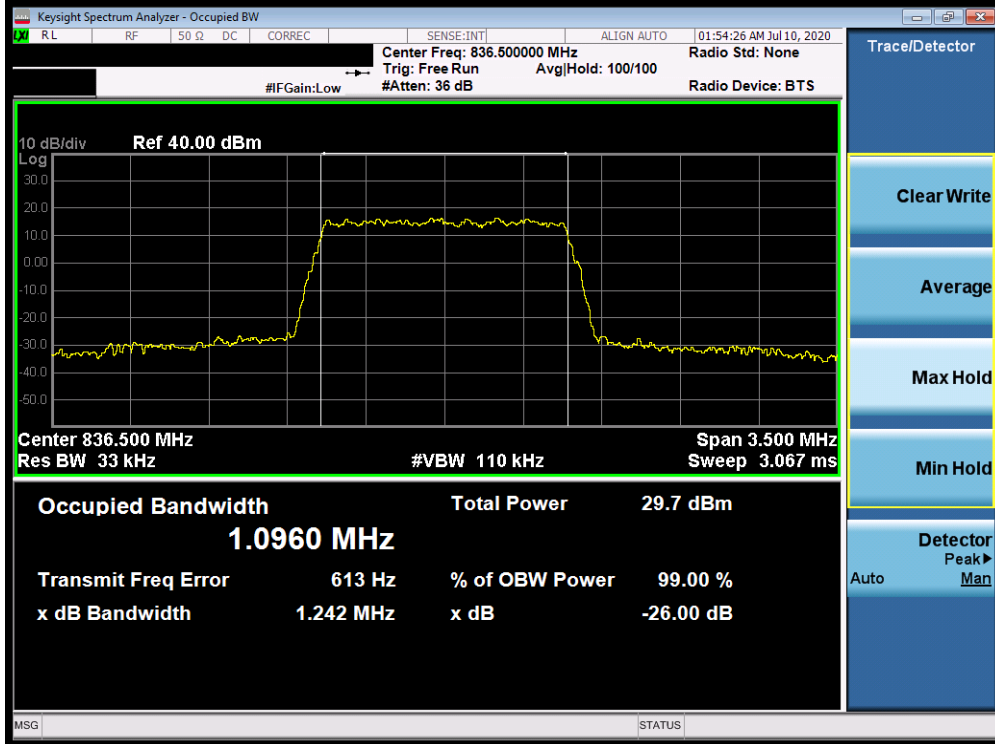 Keysight Spectrum Analyzer - Occupied BW
LXI RL RF 50 Ω DC CORREC SENSE:INT ALIGN AUTO 01:54:26 AM Jul 10, 2020
Center Freq: 836.500000 MHz Radio Std: None
Trig: Free Run Avg|Hold: 100/100
#IFGain:Low #Atten: 36 dB Radio Device: BTS
10 dB/div Ref 40.00 dBm
Log
30.0
20.0
10.0
0.00
-10.0
-20.0
-30.0
-40.0
-50.0
Center 836.500 MHz Span 3.500 MHz
Res BW 33 kHz #VBW 110 kHz Sweep 3.067 ms
Occupied Bandwidth Total Power 29.7 dBm
1.0960 MHz
Transmit Freq Error 613 Hz % of OBW Power 99.00 %
x dB Bandwidth 1.242 MHz x dB -26.00 dB
MSG STATUS
Trace/Detector
Clear Write
Average
Max Hold
Min Hold
Detector
Peak▶
Auto Man